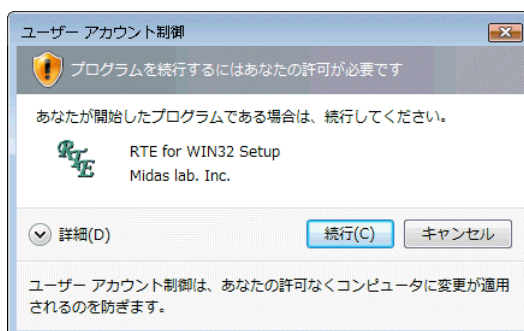 ユーザー アカウント制御
プログラムを続行するにはあなたの許可が必要です
あなたが開始したプログラムである場合は、続行してください。
RTE
RTE for WIN32 Setup
Midas lab. Inc.
詳細(D)
続行(C)
キャンセル
ユーザー アカウント制御は、あなたの許可なくコンピュータに変更が適用
されるのを防ぎます。